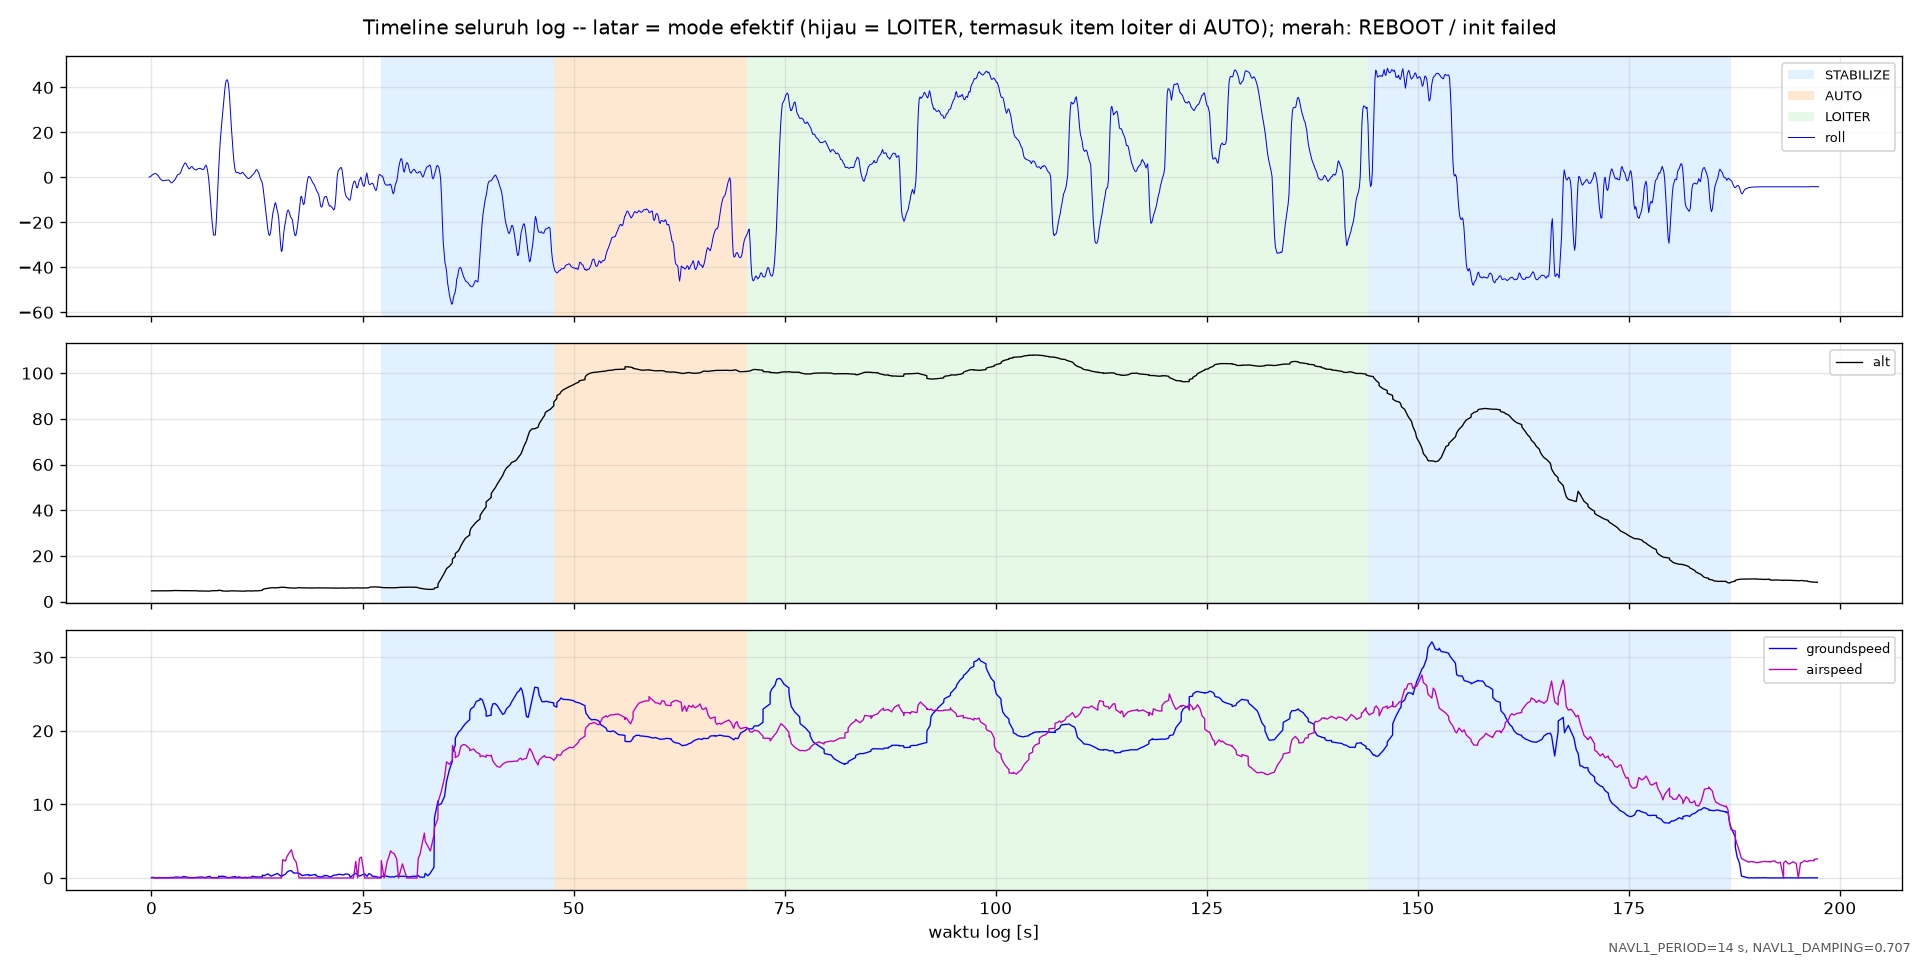 Timeline seluruh log -- latar = mode efektif (hijau = LOITER, termasuk item loiter di AUTO); merah: REBOOT / init failed
40
20
0
−20
−40
−60
STABILIZE
AUTO
LOITER
roll
100
80
60
40
20
0
alt
30
20
10
0
groundspeed
airspeed
0 25 50 75 100 125 150 175 200
waktu log [s]
NAVL1_PERIOD=14 s, NAVL1_DAMPING=0.707